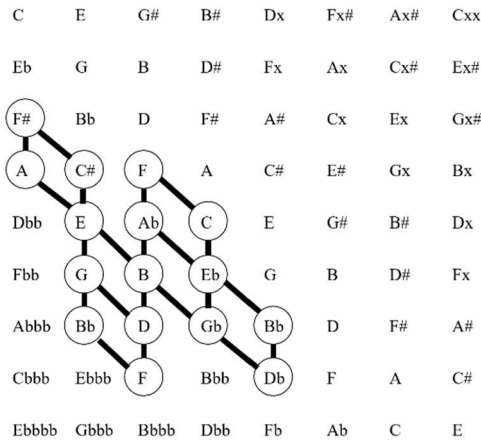 C E G# B# Dx Fx# Ax# Cxx
Eb G B D# Fx Ax Cx# Ex#
F# Bb D F# A# Cx Ex Gx#
A C# F A C# E# Gx Bx
Dbb E Ab C E G# B# Dx
Fbb G B Eb G B D# Fx
Abbb Bb D Gb Bb D F# A#
Cbbb Ebbb F Bbb Db F A C#
Ebbbb Gbbb Bbbb Dbb Fb Ab C E